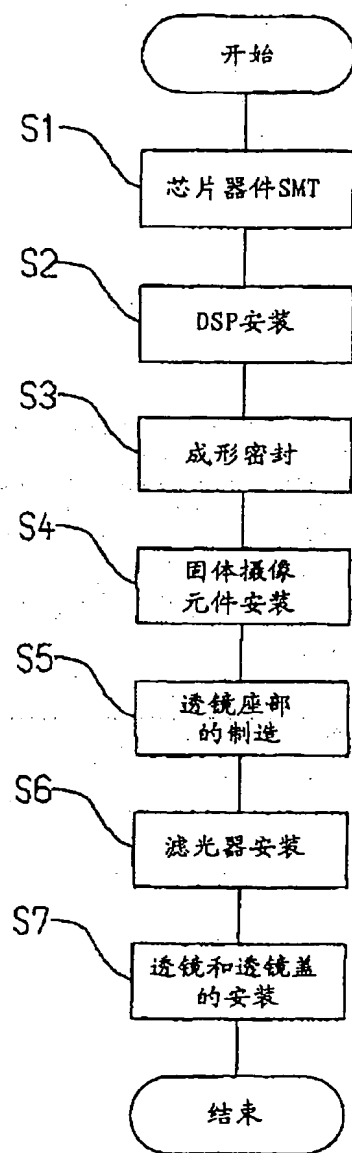 开始
S1
芯片器件SMT
S2
DSP安装
S3
成形密封
S4
固体摄像
元件安装
S5
透镜座部
的制造
S6
滤光器安装
S7
透镜和透镜盖
的安装
结束